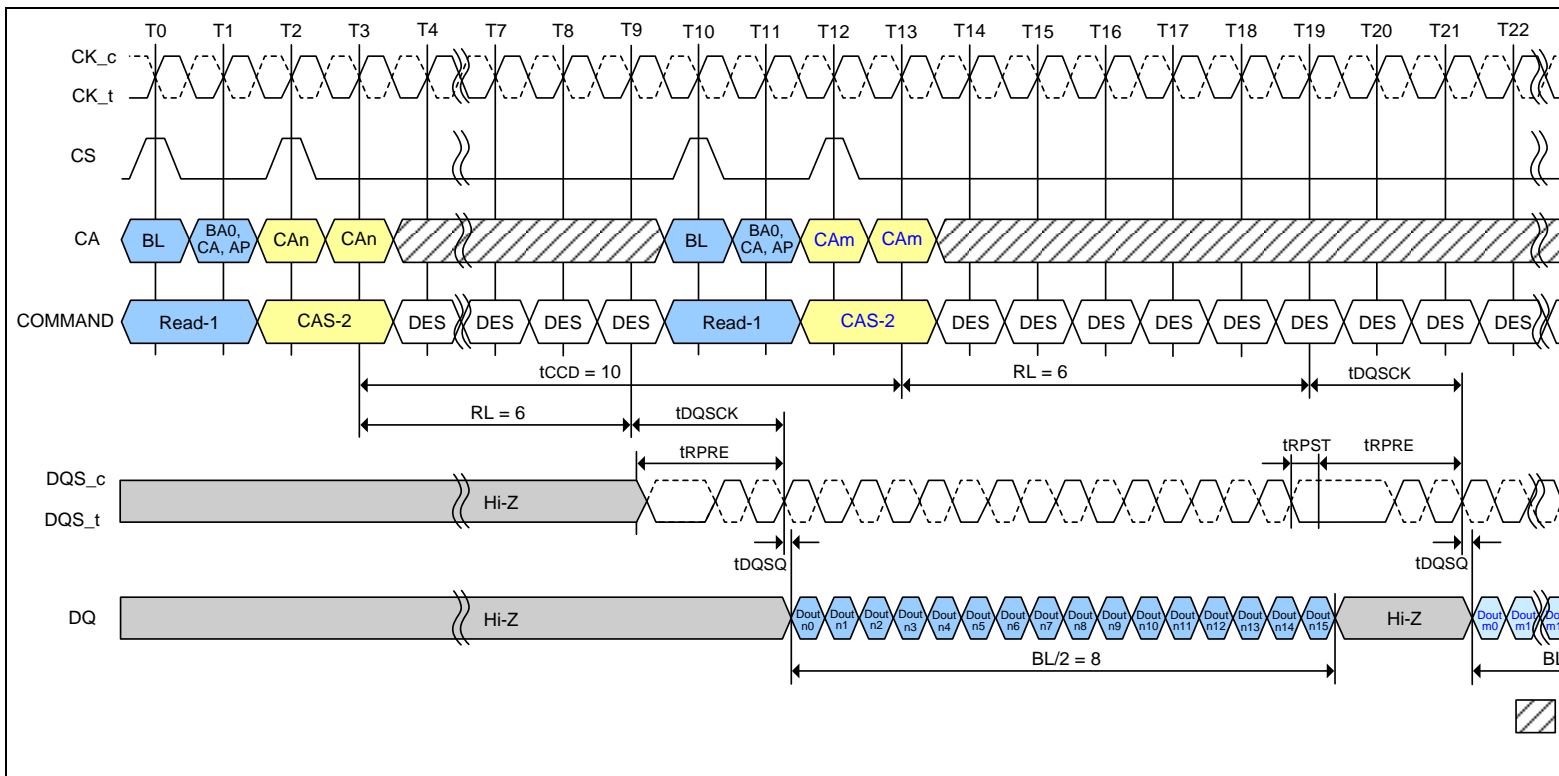 T0 T1 T2 T3 T4 T7 T8 T9 T10 T11 T12 T13 T14 T15 T16 T17 T18 T19 T20 T21 T22
CK_c
CK_t
CS
CA BL BA0, CA, AP CAn CAn BL BA0, CA, AP CAm CAm
COMMAND Read-1 CAS-2 DES DES DES DES Read-1 CAS-2 DES DES DES DES DES DES DES DES DES
tCCD = 10 RL = 6 tDQSCK
RL = 6 tDQSCK
tRPRE tRPST tRPRE
DQS_c
Hi-Z
DQS_t
tDQSQ tDQSQ
DQ Hi-Z Dout n0 Dout n1 Dout n2 Dout n3 Dout n4 Dout n5 Dout n6 Dout n7 Dout n8 Dout n9 Dout n10 Dout n11 Dout n12 Dout n13 Dout n14 Dout n15 Hi-Z Dout m0 Dout m1
BL/2 = 8 BL